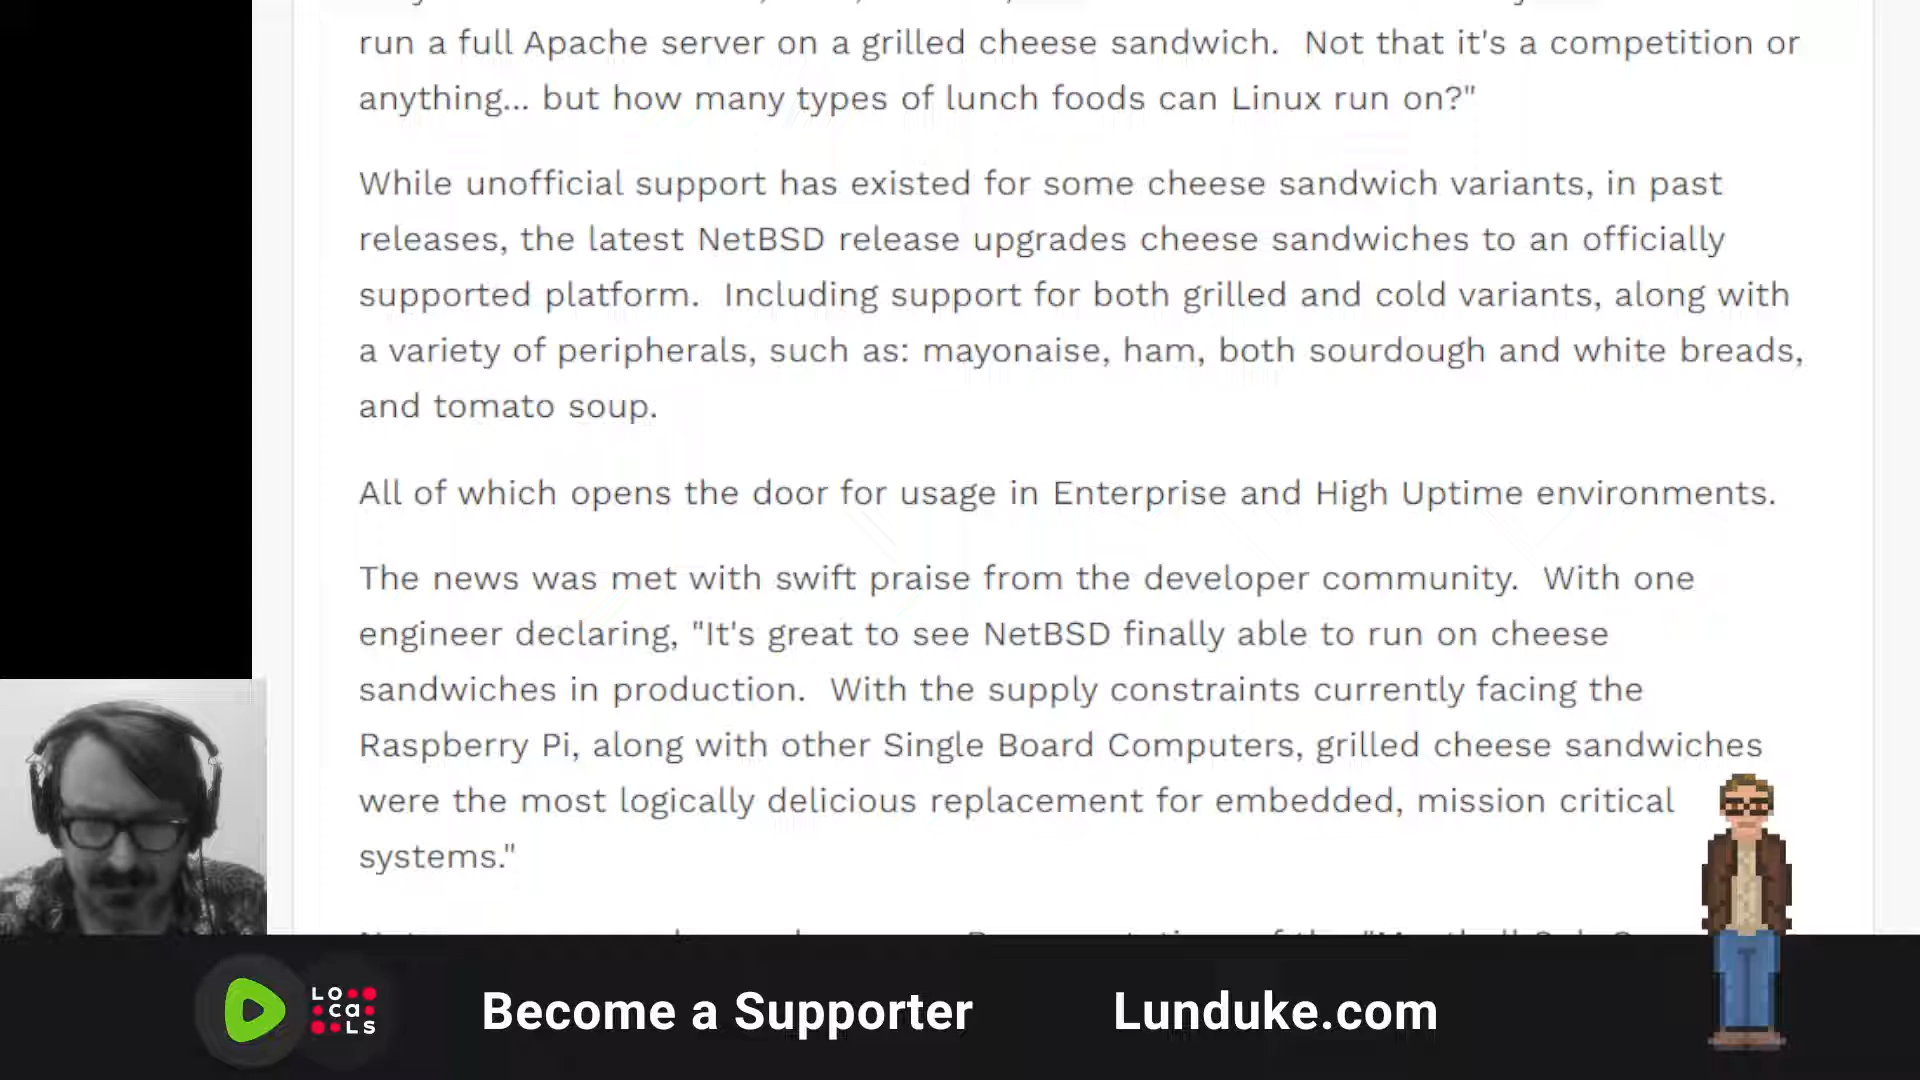 run a full Apache server on a grilled cheese sandwich. Not that it's a competition or
anything... but how many types of lunch foods can Linux run on?"
While unofficial support has existed for some cheese sandwich variants, in past
releases, the latest NetBSD release upgrades cheese sandwiches to an officially
supported platform. Including support for both grilled and cold variants, along with
a variety of peripherals, such as: mayonaise, ham, both sourdough and white breads,
and tomato soup.
All of which opens the door for usage in Enterprise and High Uptime environments.
The news was met with swift praise from the developer community. With one
engineer declaring, "It's great to see NetBSD finally able to run on cheese
sandwiches in production. With the supply constraints currently facing the
Raspberry Pi, along with other Single Board Computers, grilled cheese sandwiches
were the most logically delicious replacement for embedded, mission critical
systems."
LOcaLS
Become a Supporter
Lunduke.com